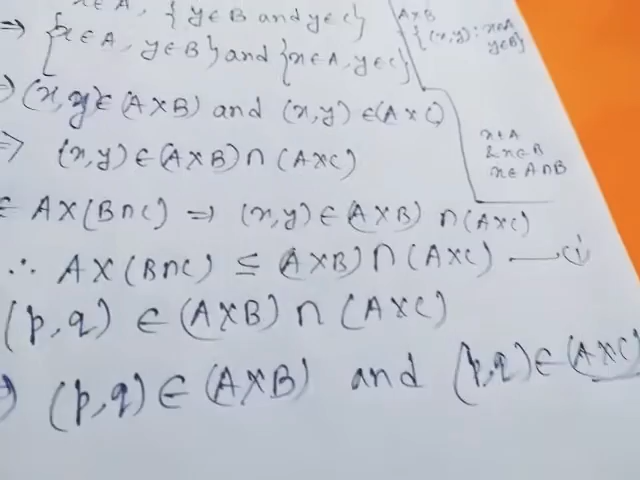 x ∈ A, {y ∈ B and y ∈ C}
⇒ {x ∈ A, y ∈ B} and {x ∈ A, y ∈ C}
A×B
{(x,y) : x∈A
y∈B}
⇒ (x,y) ∈ (A×B) and (x,y) ∈ (A×C)
⇒ (x,y) ∈ (A×B) ∩ (A×C)
x∈A
& x∈B
x∈A∩B
∈ A×(B∩C) ⇒ (x,y) ∈ (A×B) ∩ (A×C)
∴ A×(B∩C) ⊆ (A×B) ∩ (A×C) — (i)
(p,q) ∈ (A×B) ∩ (A×C)
⇒ (p,q) ∈ (A×B) and (p,q) ∈ (A×C)